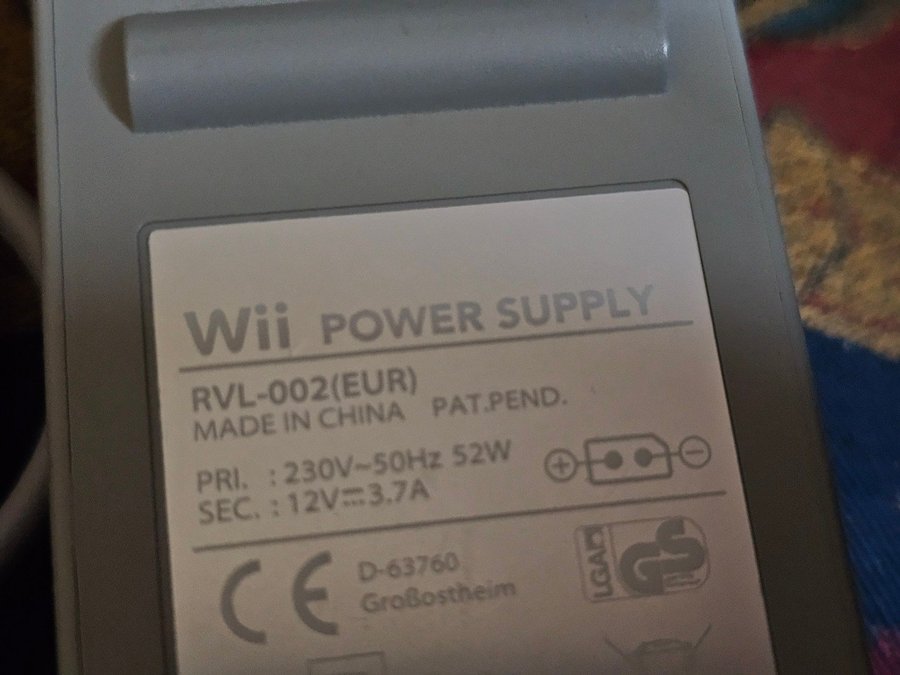 Wii POWER SUPPLY
RVL-002(EUR)
MADE IN CHINA PAT.PEND.
PRI. : 230V~50Hz 52W
SEC. : 12V⎓3.7A
CE D-63760
Großostheim
LGAI GS